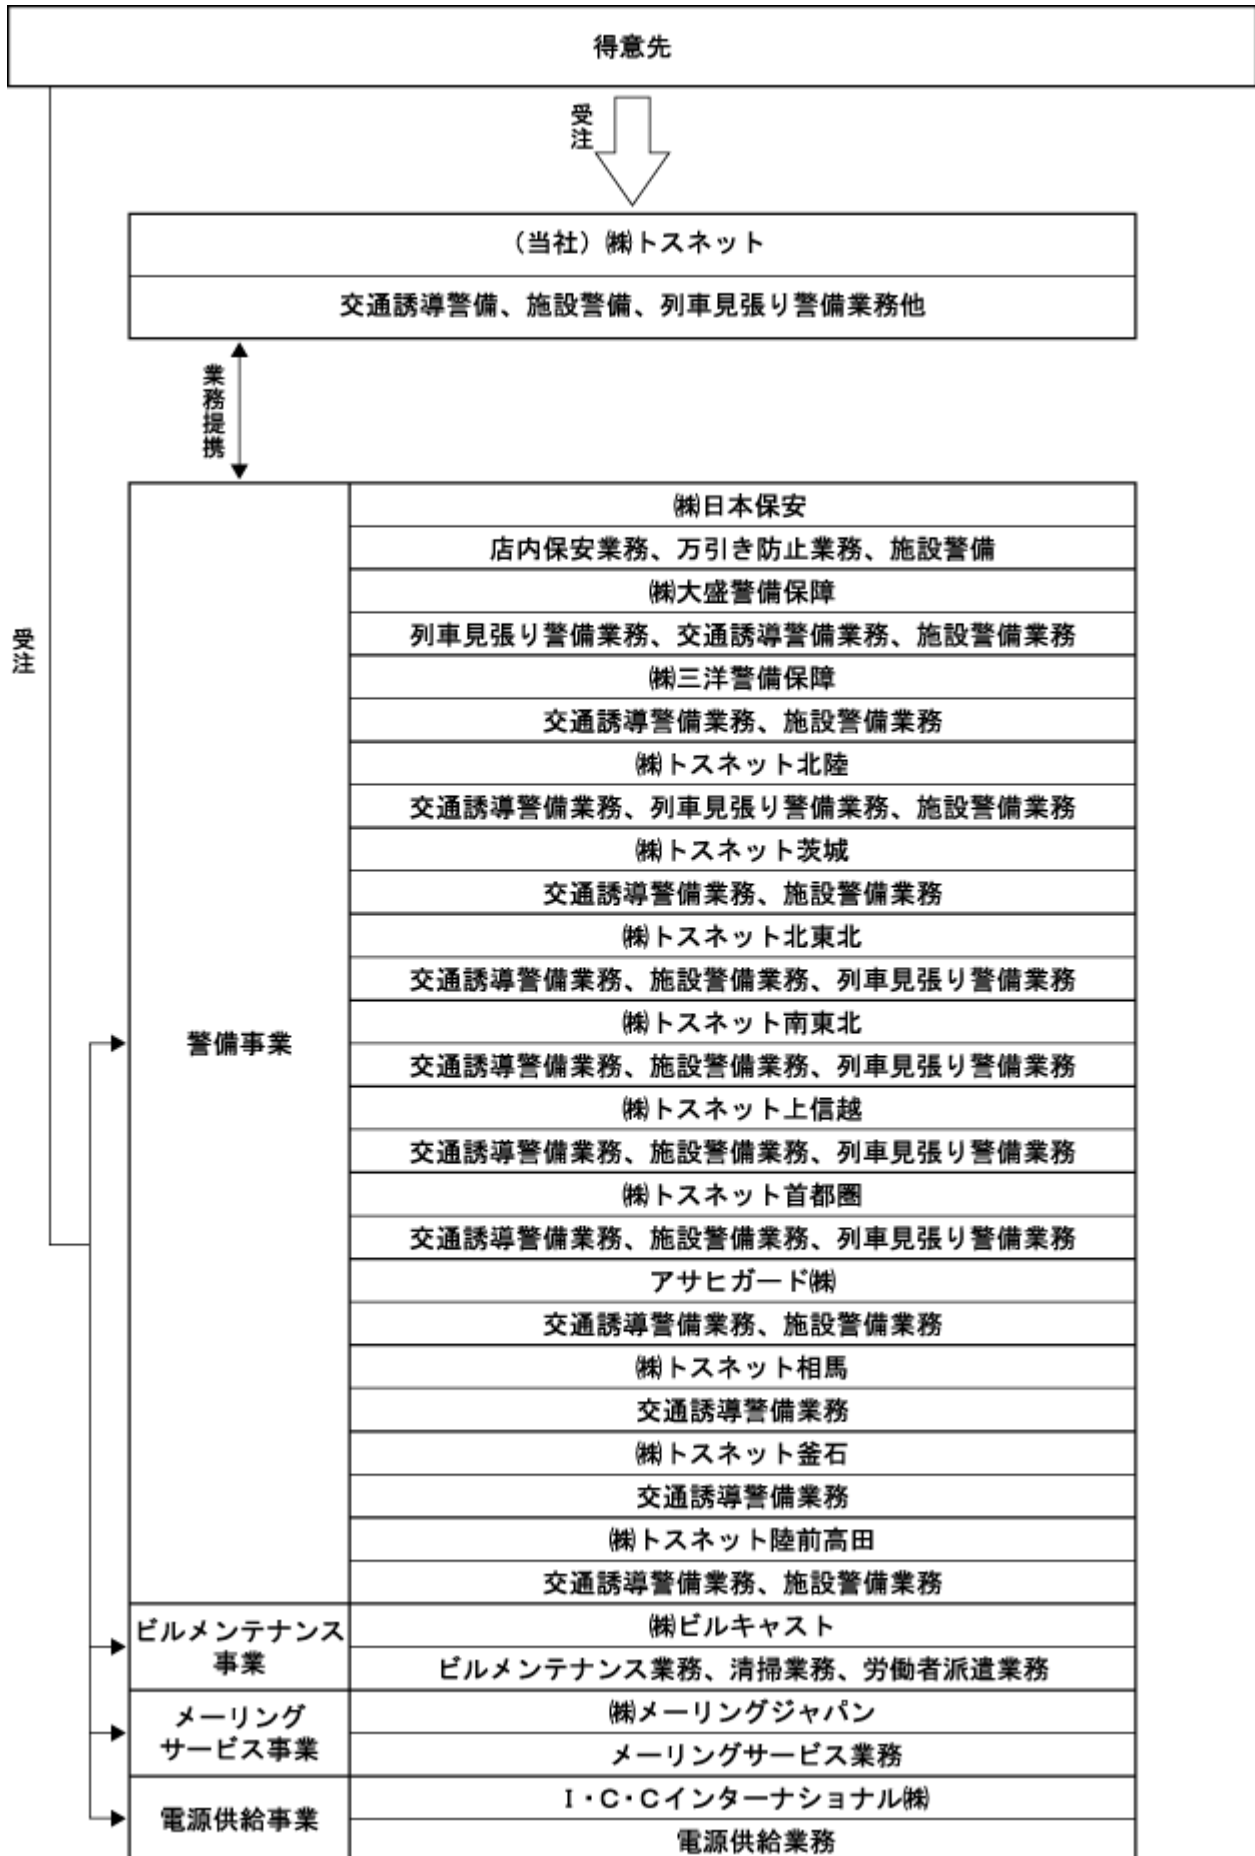 得意先
受注
（当社）㈱トスネット
交通誘導警備、施設警備、列車見張り警備業務他
業務提携
受注
警備事業
㈱日本保安
店内保安業務、万引き防止業務、施設警備
㈱大盛警備保障
列車見張り警備業務、交通誘導警備業務、施設警備業務
㈱三洋警備保障
交通誘導警備業務、施設警備業務
㈱トスネット北陸
交通誘導警備業務、列車見張り警備業務、施設警備業務
㈱トスネット茨城
交通誘導警備業務、施設警備業務
㈱トスネット北東北
交通誘導警備業務、施設警備業務、列車見張り警備業務
㈱トスネット南東北
交通誘導警備業務、施設警備業務、列車見張り警備業務
㈱トスネット上信越
交通誘導警備業務、施設警備業務、列車見張り警備業務
㈱トスネット首都圏
交通誘導警備業務、施設警備業務、列車見張り警備業務
アサヒガード㈱
交通誘導警備業務、施設警備業務
㈱トスネット相馬
交通誘導警備業務
㈱トスネット釜石
交通誘導警備業務
㈱トスネット陸前高田
交通誘導警備業務、施設警備業務
ビルメンテナンス
事業
㈱ビルキャスト
ビルメンテナンス業務、清掃業務、労働者派遣業務
メーリング
サービス事業
㈱メーリングジャパン
メーリングサービス業務
電源供給事業
Ｉ・Ｃ・Ｃインターナショナル㈱
電源供給業務